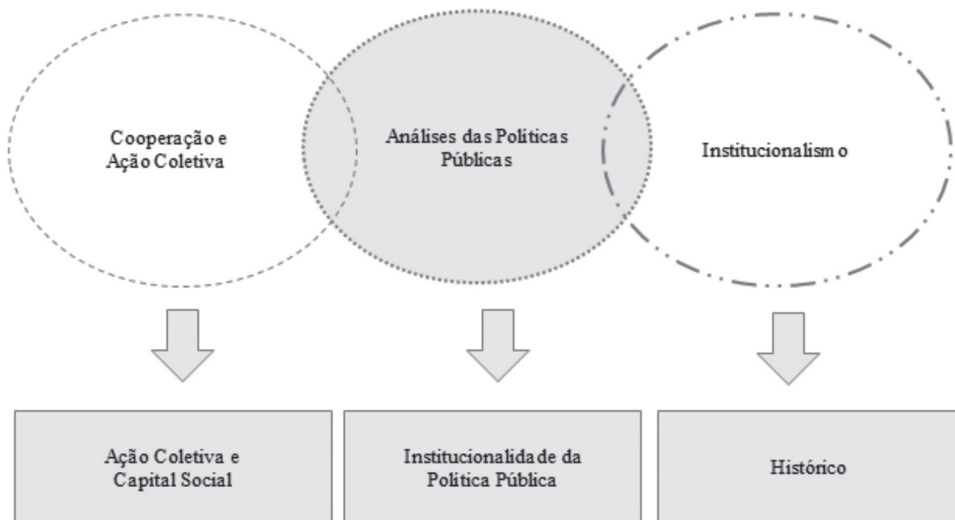 Cooperação e
Ação Coletiva
Análises das Políticas
Públicas
Institucionalismo
Ação Coletiva e
Capital Social
Institucionalidade da
Política Pública
Histórico